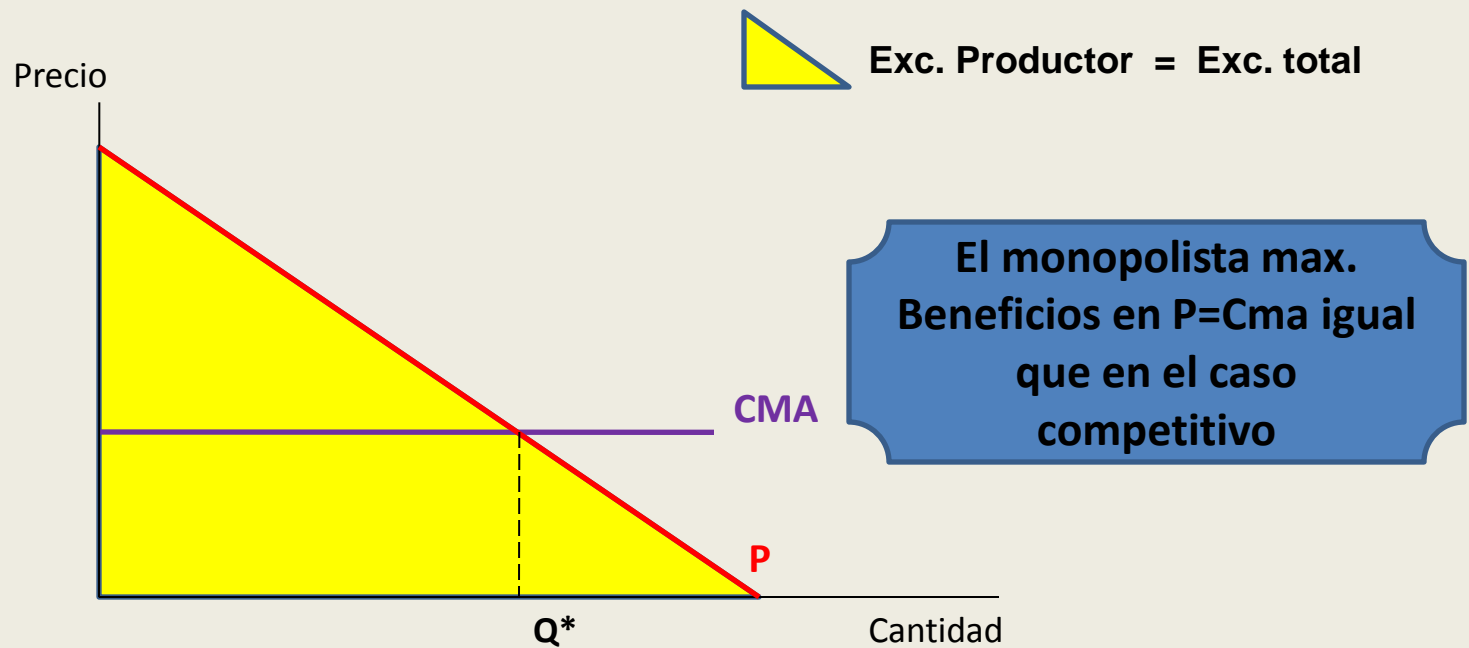 Exc. Productor = Exc. total
Precio
El monopolista max.
Beneficios en P=Cma igual
que en el caso
competitivo
CMA
P
Q*
Cantidad